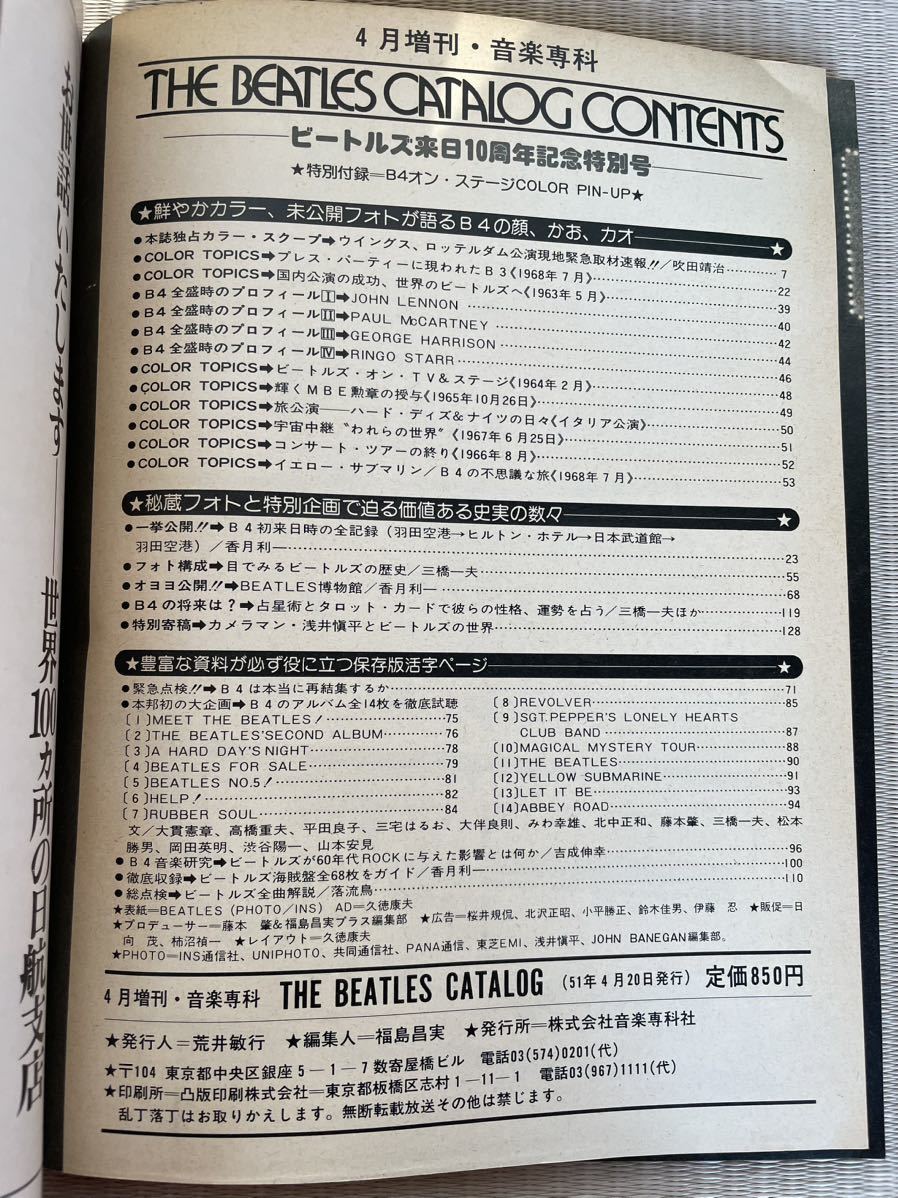 お世話いたします——世界100ヵ所の日航支店
4月増刊・音楽専科
THE BEATLES CATALOG CONTENTS
ビートルズ来日10周年記念特別号
★特別付録＝B4オン・ステージCOLOR PIN-UP★
★鮮やかカラー、未公開フォトが語るB4の顔、かお、カオ★
●本誌独占カラー・スクープ➡ウイングス、ロッテルダム公演現地緊急取材速報!!／吹田靖治……7
●COLOR TOPICS➡プレス・パーティーに現われたB3《1968年7月》……22
●COLOR TOPICS➡国内公演の成功、世界のビートルズへ《1963年5月》……39
●B4全盛時のプロフィール[I]➡JOHN LENNON……40
●B4全盛時のプロフィール[II]➡PAUL McCARTNEY……42
●B4全盛時のプロフィール[III]➡GEORGE HARRISON……44
●B4全盛時のプロフィール[IV]➡RINGO STARR……46
●COLOR TOPICS➡ビートルズ・オン・TV＆ステージ《1964年2月》……48
●COLOR TOPICS➡輝くMBE勲章の授与《1965年10月26日》……49
●COLOR TOPICS➡旅公演——ハード・ディズ＆ナイツの日々《イタリア公演》……50
●COLOR TOPICS➡宇宙中継“われらの世界”《1967年6月25日》……51
●COLOR TOPICS➡コンサート・ツアーの終り《1966年8月》……52
●COLOR TOPICS➡イエロー・サブマリン／B4の不思議な旅《1968年7月》……53
★秘蔵フォトと特別企画で迫る価値ある史実の数々★
●一挙公開!!➡B4初来日時の全記録（羽田空港→ヒルトン・ホテル→日本武道館→
羽田空港）／香月利一……23
●フォト構成➡目でみるビートルズの歴史／三橋一夫……55
●オヨヨ公開!!➡BEATLES博物館／香月利一……68
●B4の将来は？➡占星術とタロット・カードで彼らの性格、運勢を占う／三橋一夫ほか……119
●特別寄稿➡カメラマン・浅井慎平とビートルズの世界……128
★豊富な資料が必ず役に立つ保存版活字ページ★
●緊急点検!!➡B4は本当に再結集するか……71
●本邦初の大企画➡B4のアルバム全14枚を徹底試聴
〔1〕MEET THE BEATLES!……75
〔2〕THE BEATLES'SECOND ALBUM……76
〔3〕A HARD DAY'S NIGHT……78
〔4〕BEATLES FOR SALE……79
〔5〕BEATLES NO.5!……81
〔6〕HELP!……82
〔7〕RUBBER SOUL……84
〔8〕REVOLVER……85
〔9〕SGT.PEPPER'S LONELY HEARTS
CLUB BAND……87
〔10〕MAGICAL MYSTERY TOUR……88
〔11〕THE BEATLES……90
〔12〕YELLOW SUBMARINE……91
〔13〕LET IT BE……93
〔14〕ABBEY ROAD……94
文／大貫憲章、高橋重夫、平田良子、三宅はるお、大伴良則、みわ幸雄、北中正和、藤本肇、三橋一夫、松本
勝男、岡田英明、渋谷陽一、山本安見
●B4音楽研究➡ビートルズが60年代ROCKに与えた影響とは何か／吉成伸幸……96
●徹底収録➡ビートルズ海賊盤全68枚をガイド／香月利一……100
●総点検➡ビートルズ全曲解説／落流鳥……110
★表紙＝BEATLES（PHOTO／INS）AD＝久徳康夫
★プロデューサー＝藤本 肇＆福島昌実プラス編集部 ★広告＝桜井規侃、北沢正昭、小平勝正、鈴木佳男、伊藤 忍 ★販促＝日
向 茂、柿沼禎一 ★レイアウト＝久徳康夫
★PHOTO＝INS通信社、UNIPHOTO、共同通信社、PANA通信、東芝EMI、浅井慎平、JOHN BANEGAN編集部。
4月増刊・音楽専科 THE BEATLES CATALOG （51年4月20日発行） 定価850円
★発行人＝荒井敏行 ★編集人＝福島昌実 ★発行所＝株式会社音楽専科社
★〒104 東京都中央区銀座5-1-7数寄屋橋ビル 電話03(574)0201(代)
★印刷所＝凸版印刷株式会社＝東京都板橋区志村1-11-1 電話03(967)1111(代)
乱丁落丁はお取りかえします。無断転載放送その他は禁じます。